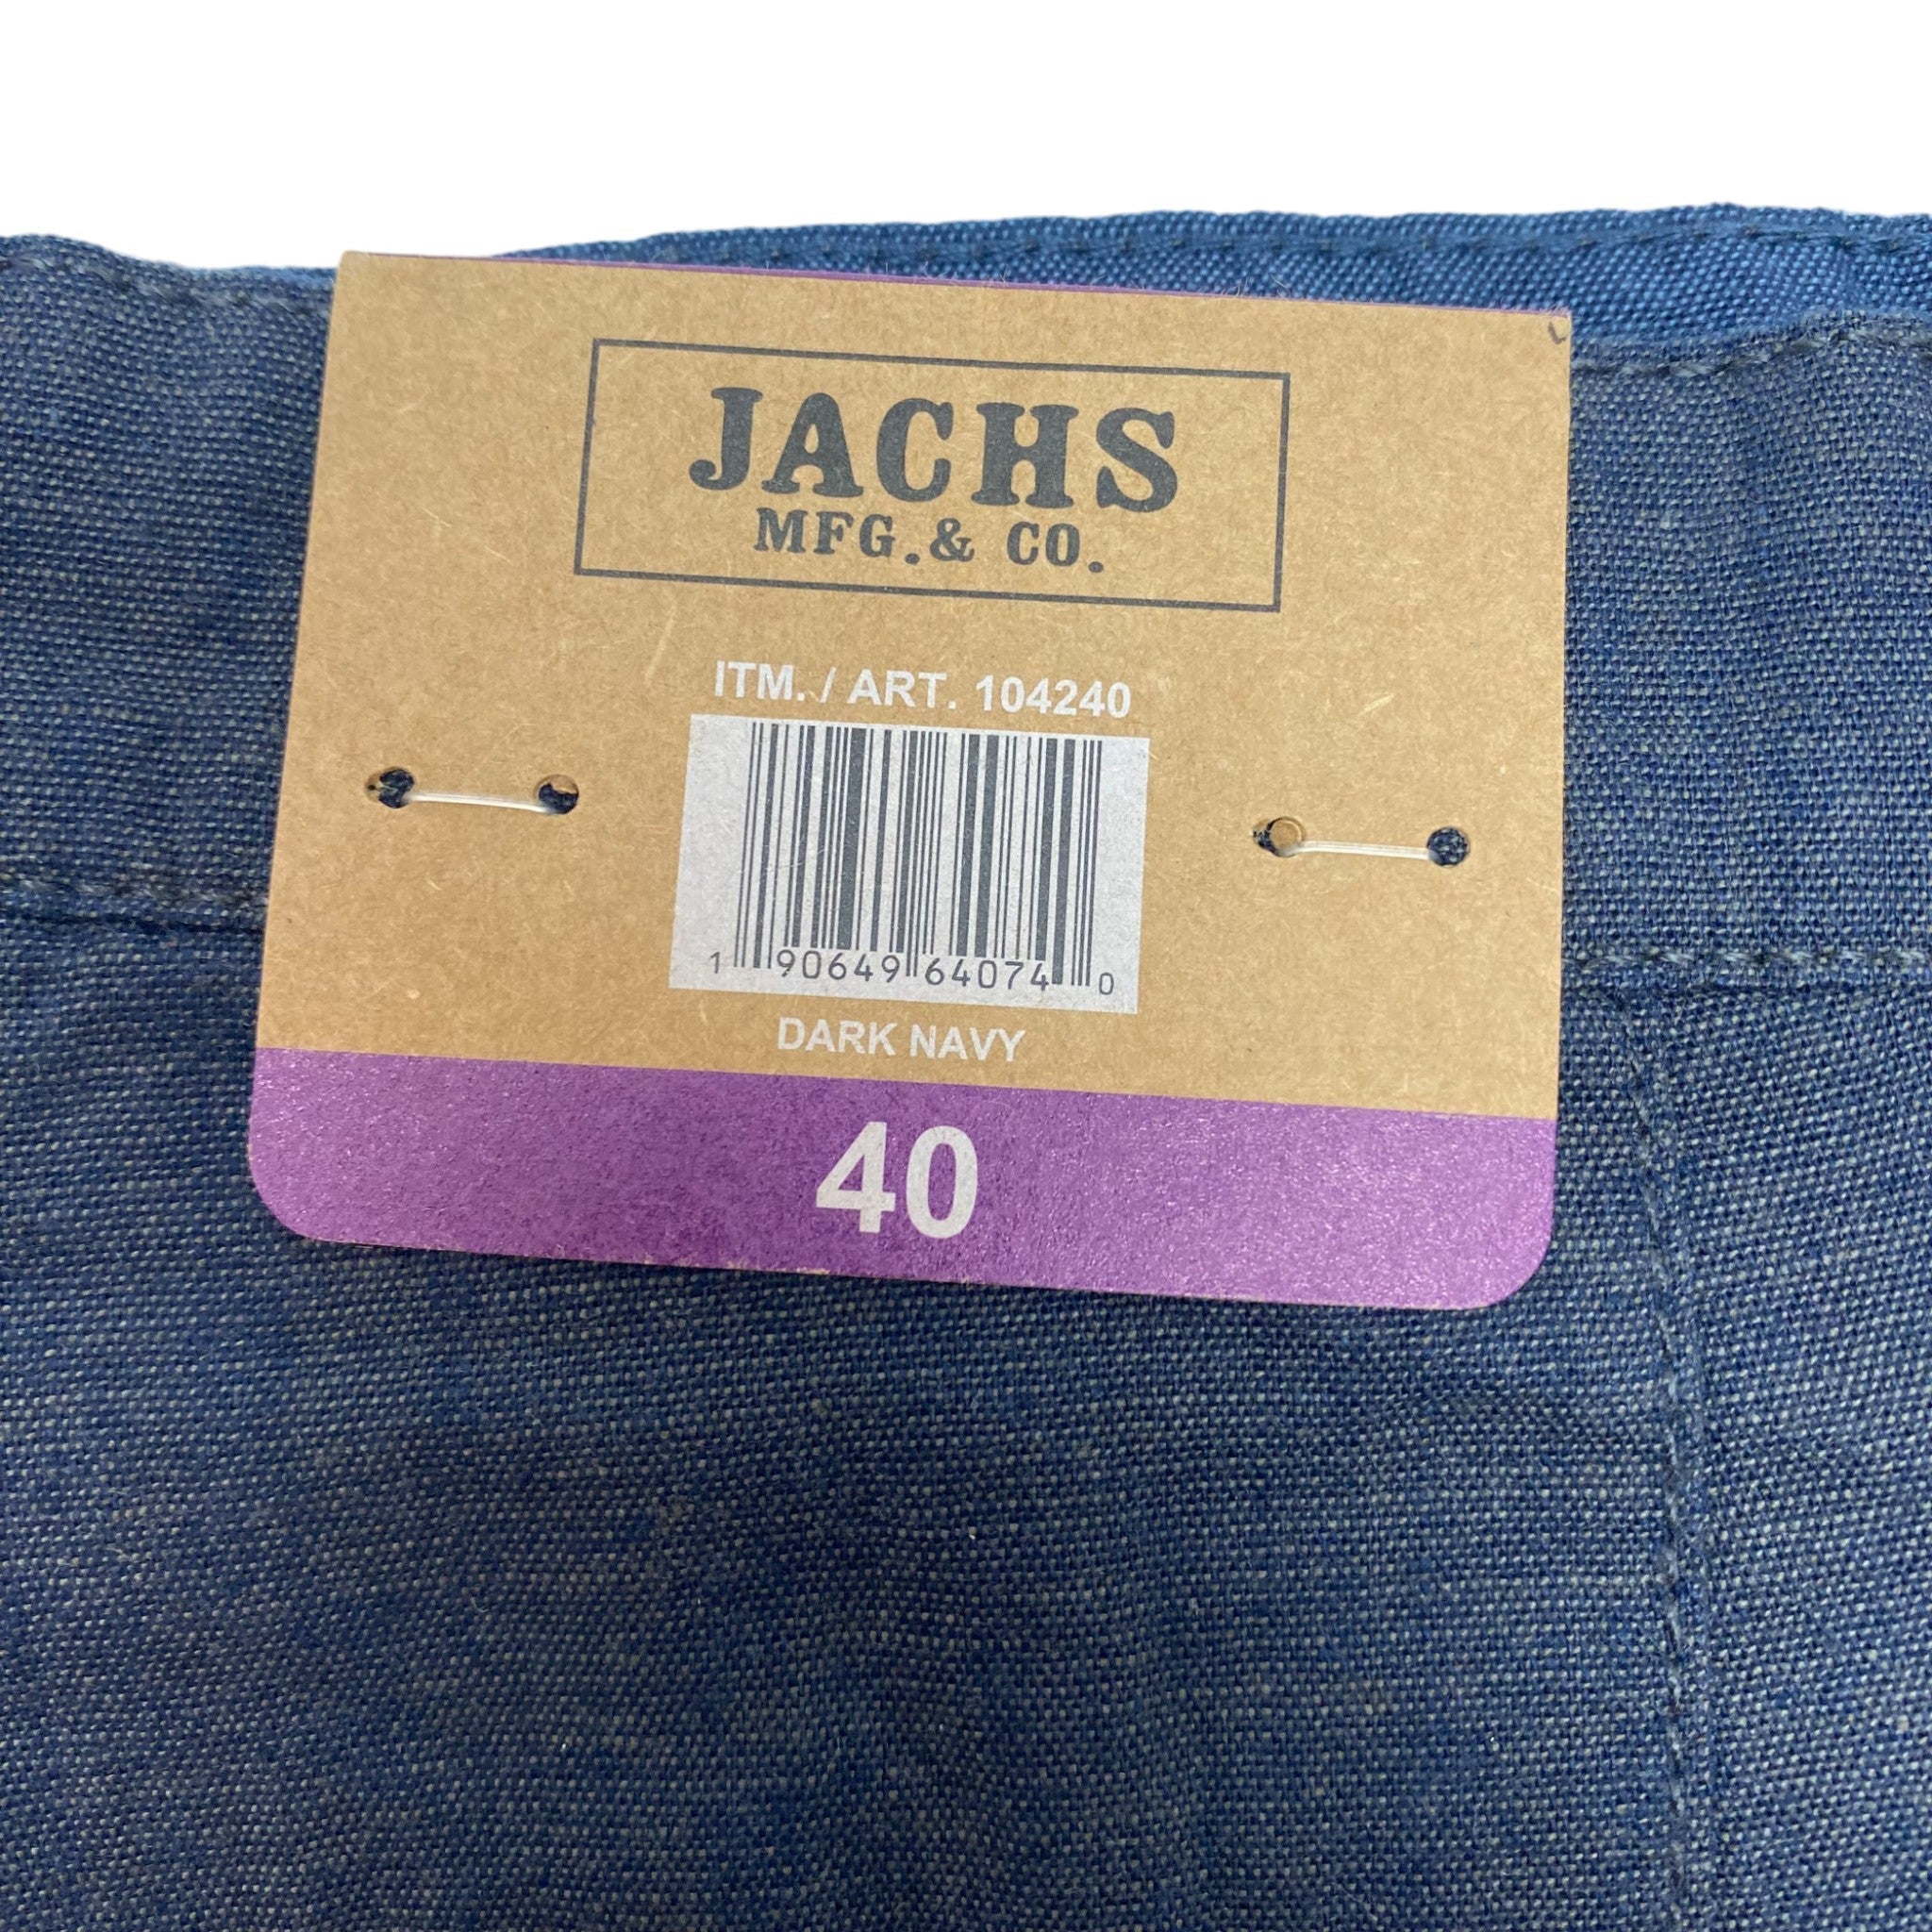 JACHS
MFG. & CO.
ITM. / ART. 104240
1 90649 64074 0
DARK NAVY
40